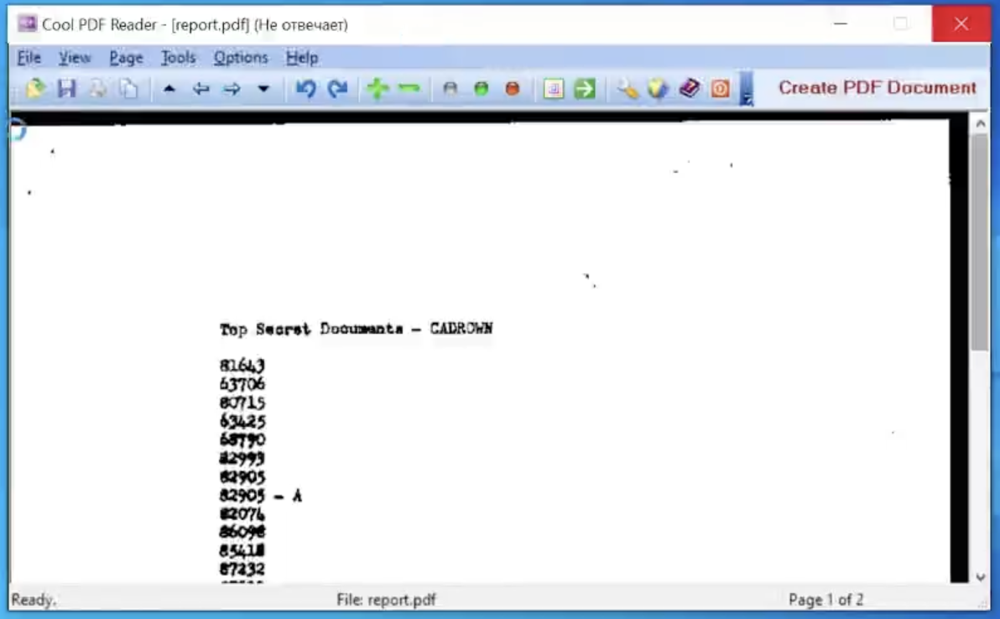 Cool PDF Reader - [report.pdf] (Не отвечает)
File View Page Tools Options Help
Create PDF Document
Top Secret Documents - CADROWN
81643
63706
80715
63425
68790
82993
82905
82905 - A
82074
86098
85418
87232
Ready. File: report.pdf Page 1 of 2